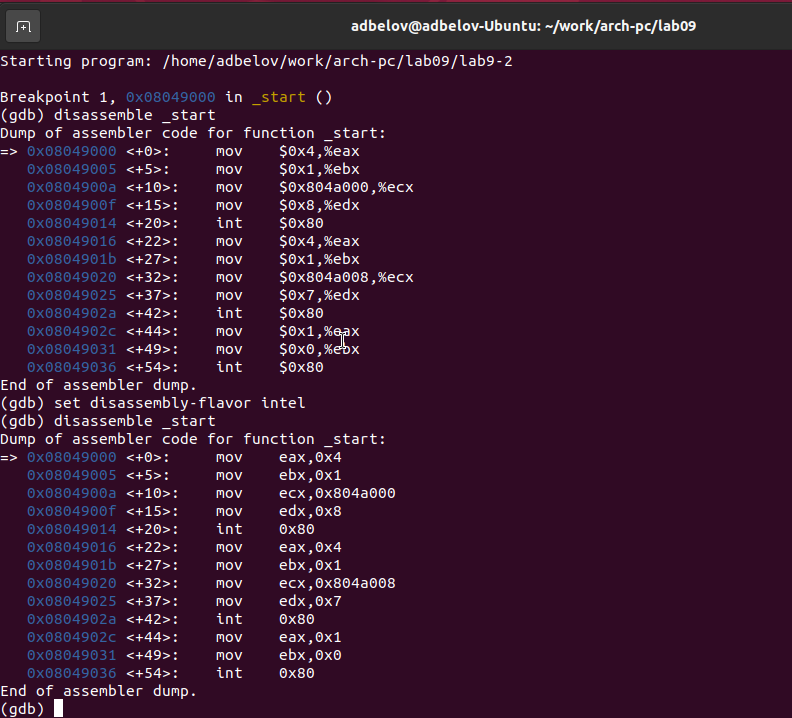 adbelov@adbelov-Ubuntu: ~/work/arch-pc/lab09
Starting program: /home/adbelov/work/arch-pc/lab09/lab9-2
Breakpoint 1, 0x08049000 in _start ()
(gdb) disassemble _start
Dump of assembler code for function _start:
=> 0x08049000 <+0>:     mov    $0x4,%eax
   0x08049005 <+5>:     mov    $0x1,%ebx
   0x0804900a <+10>:    mov    $0x804a000,%ecx
   0x0804900f <+15>:    mov    $0x8,%edx
   0x08049014 <+20>:    int    $0x80
   0x08049016 <+22>:    mov    $0x4,%eax
   0x0804901b <+27>:    mov    $0x1,%ebx
   0x08049020 <+32>:    mov    $0x804a008,%ecx
   0x08049025 <+37>:    mov    $0x7,%edx
   0x0804902a <+42>:    int    $0x80
   0x0804902c <+44>:    mov    $0x1,%eax
   0x08049031 <+49>:    mov    $0x0,%ebx
   0x08049036 <+54>:    int    $0x80
End of assembler dump.
(gdb) set disassembly-flavor intel
(gdb) disassemble _start
Dump of assembler code for function _start:
=> 0x08049000 <+0>:     mov    eax,0x4
   0x08049005 <+5>:     mov    ebx,0x1
   0x0804900a <+10>:    mov    ecx,0x804a000
   0x0804900f <+15>:    mov    edx,0x8
   0x08049014 <+20>:    int    0x80
   0x08049016 <+22>:    mov    eax,0x4
   0x0804901b <+27>:    mov    ebx,0x1
   0x08049020 <+32>:    mov    ecx,0x804a008
   0x08049025 <+37>:    mov    edx,0x7
   0x0804902a <+42>:    int    0x80
   0x0804902c <+44>:    mov    eax,0x1
   0x08049031 <+49>:    mov    ebx,0x0
   0x08049036 <+54>:    int    0x80
End of assembler dump.
(gdb)